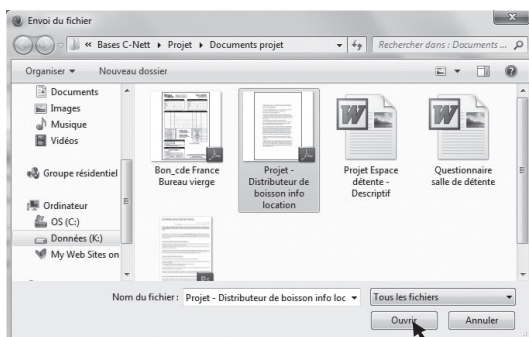 Envoi du fichier
« Bases C-Nett ▸ Projet ▸ Documents projet
Rechercher dans : Documents ...
Organiser ▼ Nouveau dossier
Documents
Images
Musique
Vidéos
Groupe résidentiel
Ordinateur
OS (C:)
Données (K:)
My Web Sites on
Bon_cde France
Bureau vierge
Projet -
Distributeur de
boisson info
location
Projet Espace
détente -
Descriptif
Questionnaire
salle de détente
Nom du fichier : Projet - Distributeur de boisson info loc
Tous les fichiers
Ouvrir
Annuler